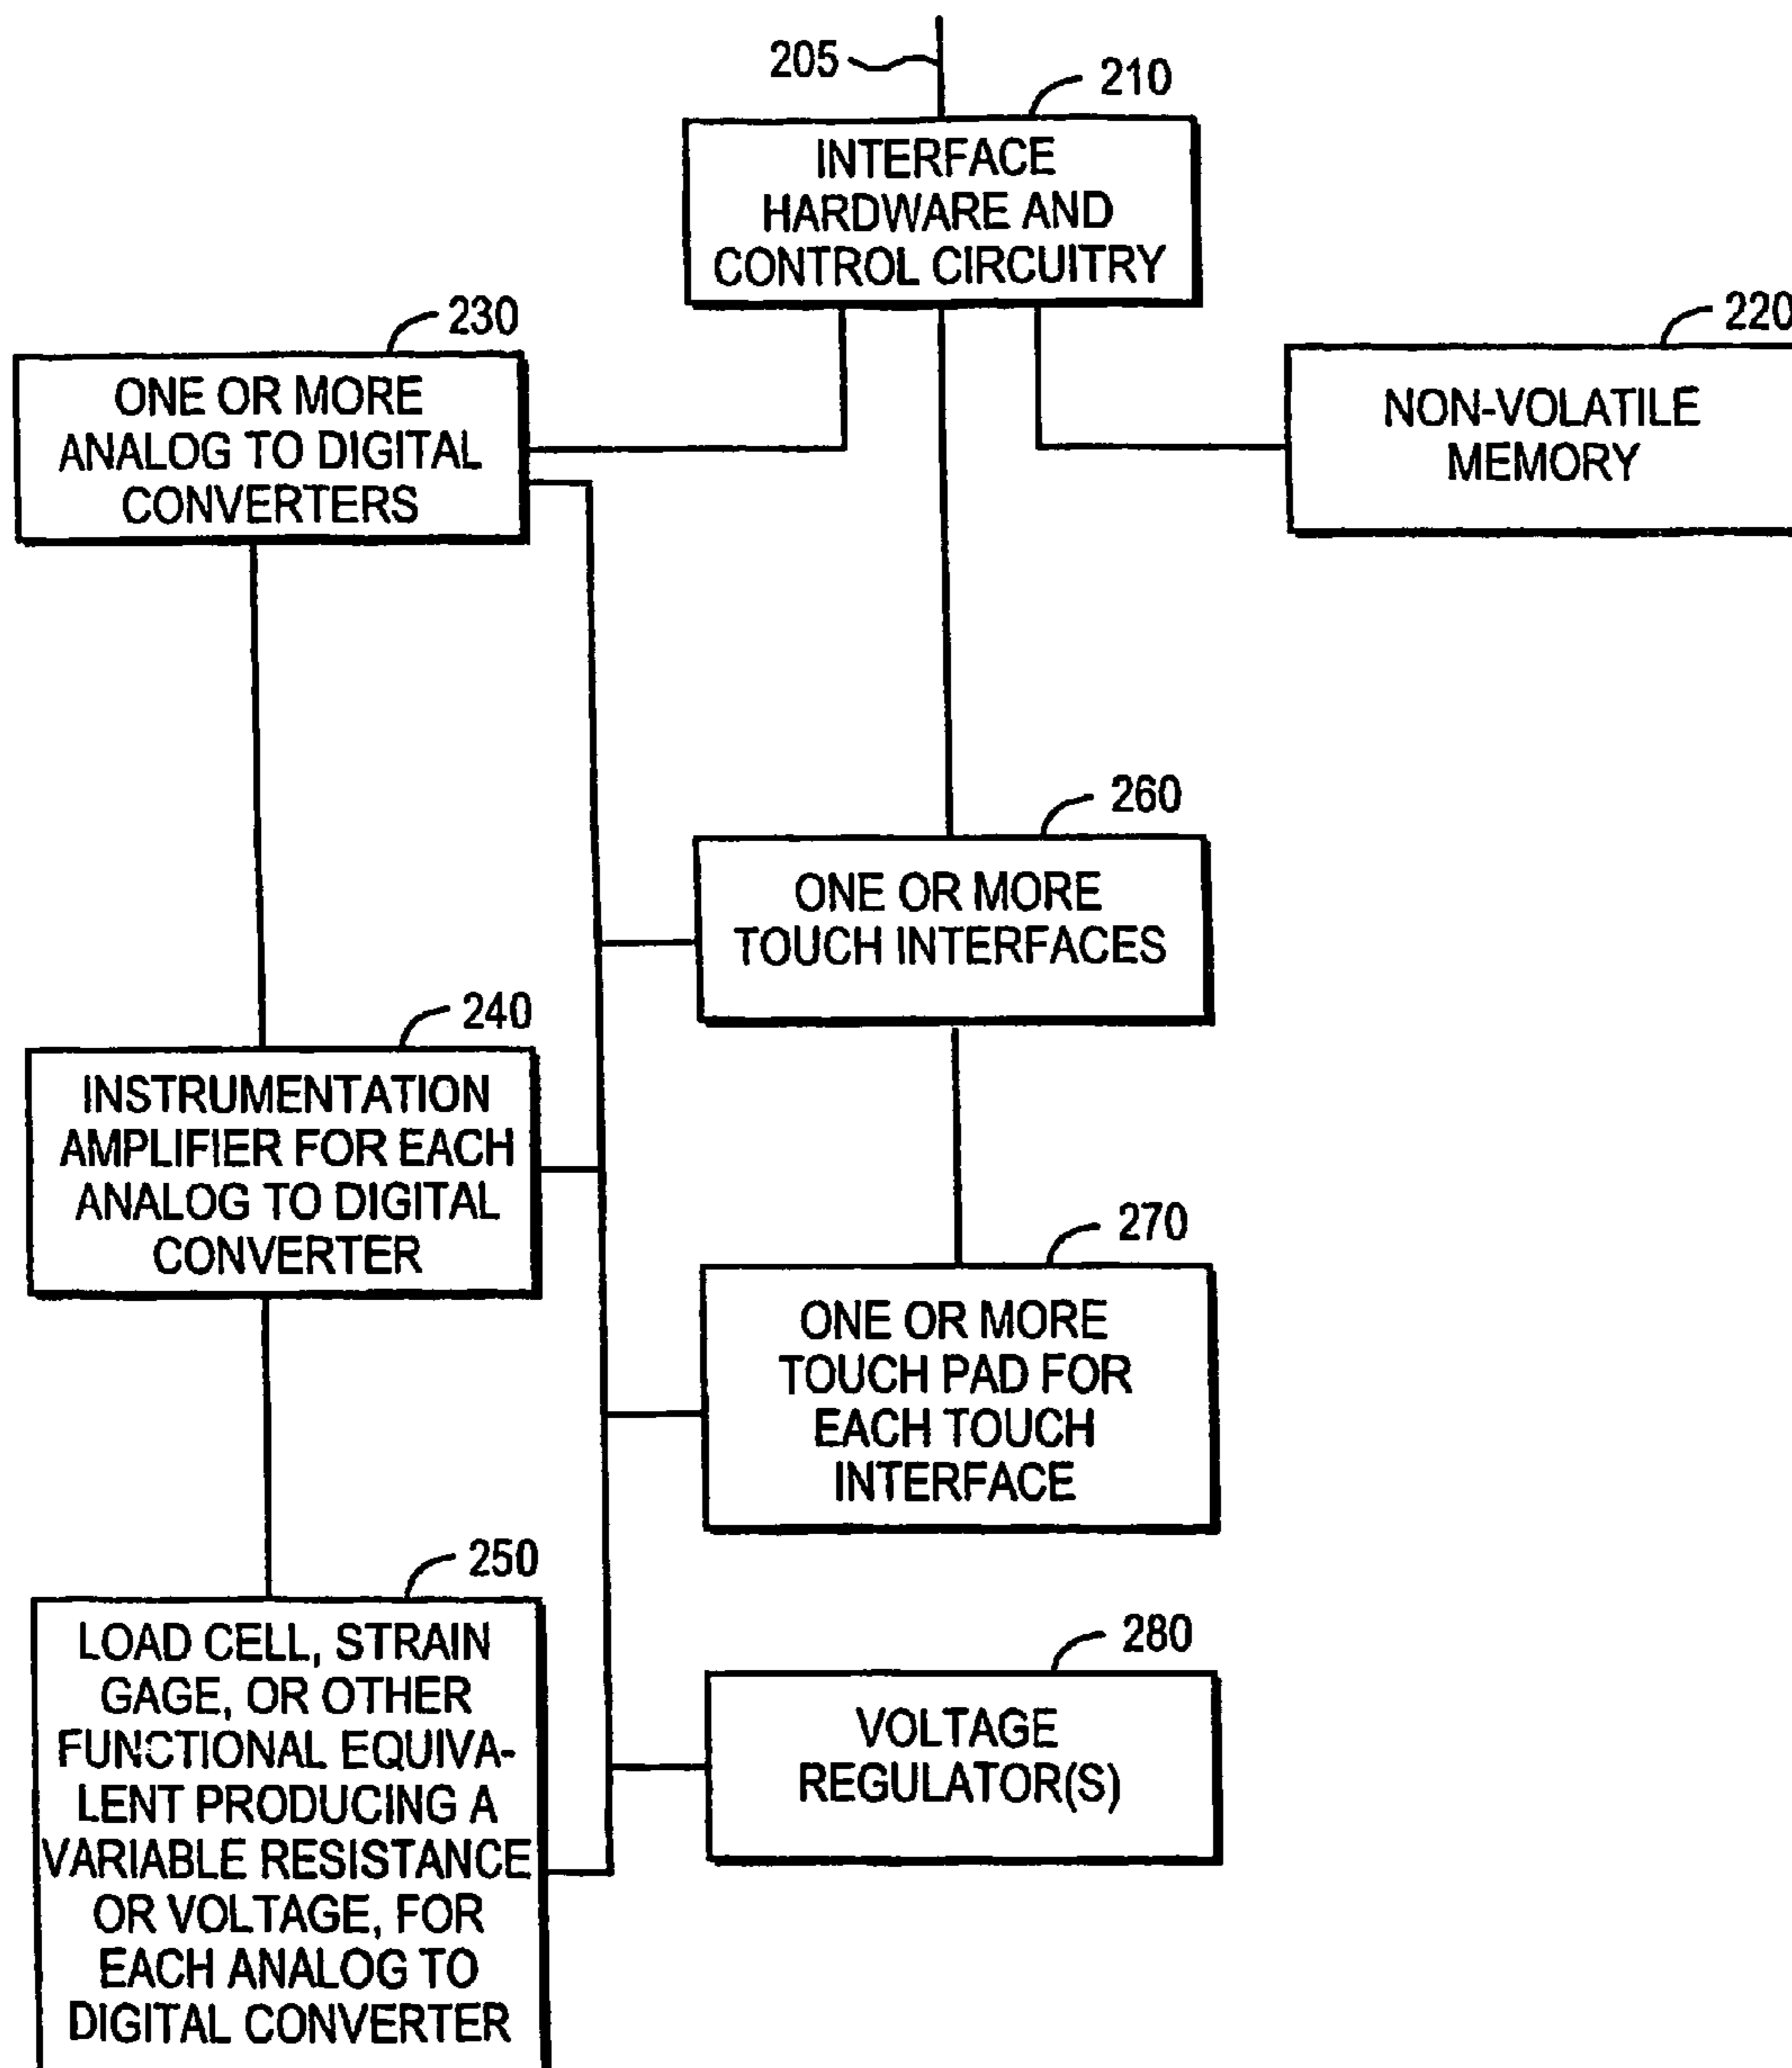 205
210
INTERFACE
HARDWARE AND
CONTROL CIRCUITRY
230
ONE OR MORE
ANALOG TO DIGITAL
CONVERTERS
220
NON-VOLATILE
MEMORY
260
ONE OR MORE
TOUCH INTERFACES
240
INSTRUMENTATION
AMPLIFIER FOR EACH
ANALOG TO DIGITAL
CONVERTER
270
ONE OR MORE
TOUCH PAD FOR
EACH TOUCH
INTERFACE
250
LOAD CELL, STRAIN
GAGE, OR OTHER
FUNCTIONAL EQUIVA-
LENT PRODUCING A
VARIABLE RESISTANCE
OR VOLTAGE, FOR
EACH ANALOG TO
DIGITAL CONVERTER
280
VOLTAGE
REGULATOR(S)